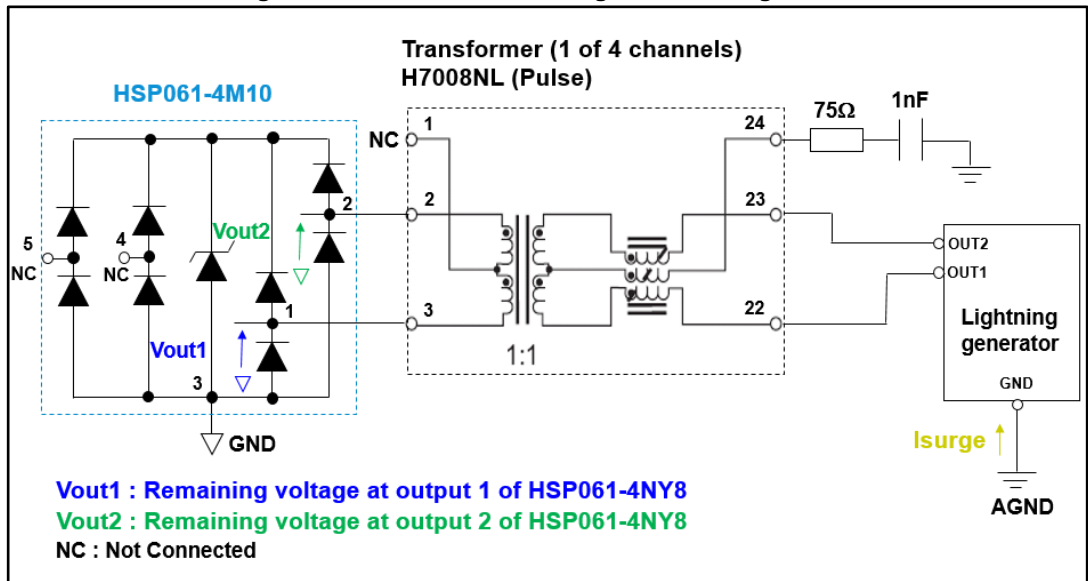 Transformer (1 of 4 channels)
H7008NL (Pulse)
HSP061-4M10
75Ω
1nF
NC
1
24
2
23
2
Vout2
5
NC
4
NC
OUT2
OUT1
1
3
22
Vout1
1:1
Lightning
generator
3
GND
GND
Isurge
AGND
Vout1 : Remaining voltage at output 1 of HSP061-4NY8
Vout2 : Remaining voltage at output 2 of HSP061-4NY8
NC : Not Connected